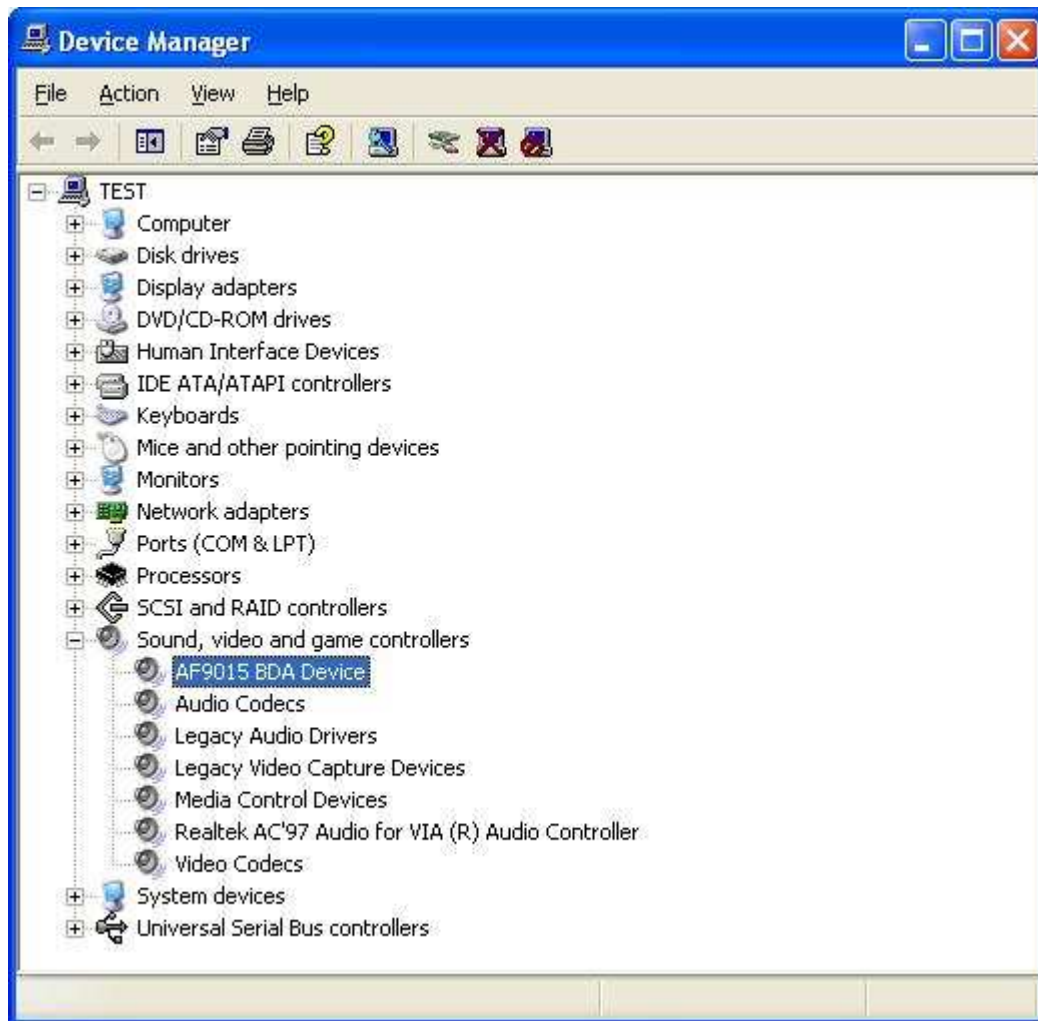 Device Manager
File Action View Help
TEST
Computer
Disk drives
Display adapters
DVD/CD-ROM drives
Human Interface Devices
IDE ATA/ATAPI controllers
Keyboards
Mice and other pointing devices
Monitors
Network adapters
Ports (COM & LPT)
Processors
SCSI and RAID controllers
Sound, video and game controllers
AF9015 BDA Device
Audio Codecs
Legacy Audio Drivers
Legacy Video Capture Devices
Media Control Devices
Realtek AC'97 Audio for VIA (R) Audio Controller
Video Codecs
System devices
Universal Serial Bus controllers